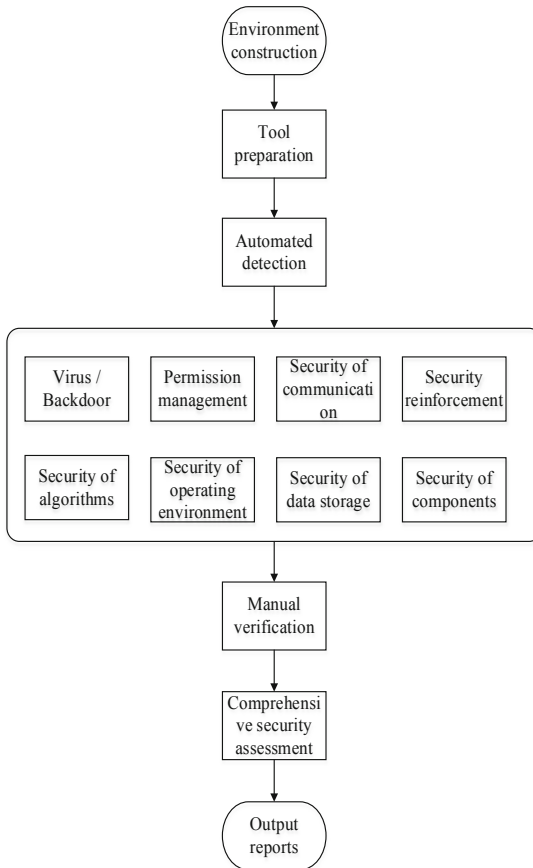 Environment
construction
Tool
preparation
Automated
detection
Virus /
Backdoor
Permission
management
Security of
communicati
on
Security
reinforcement
Security of
algorithms
Security of
operating
environment
Security of
data storage
Security of
components
Manual
verification
Comprehensi
ve security
assessment
Output
reports